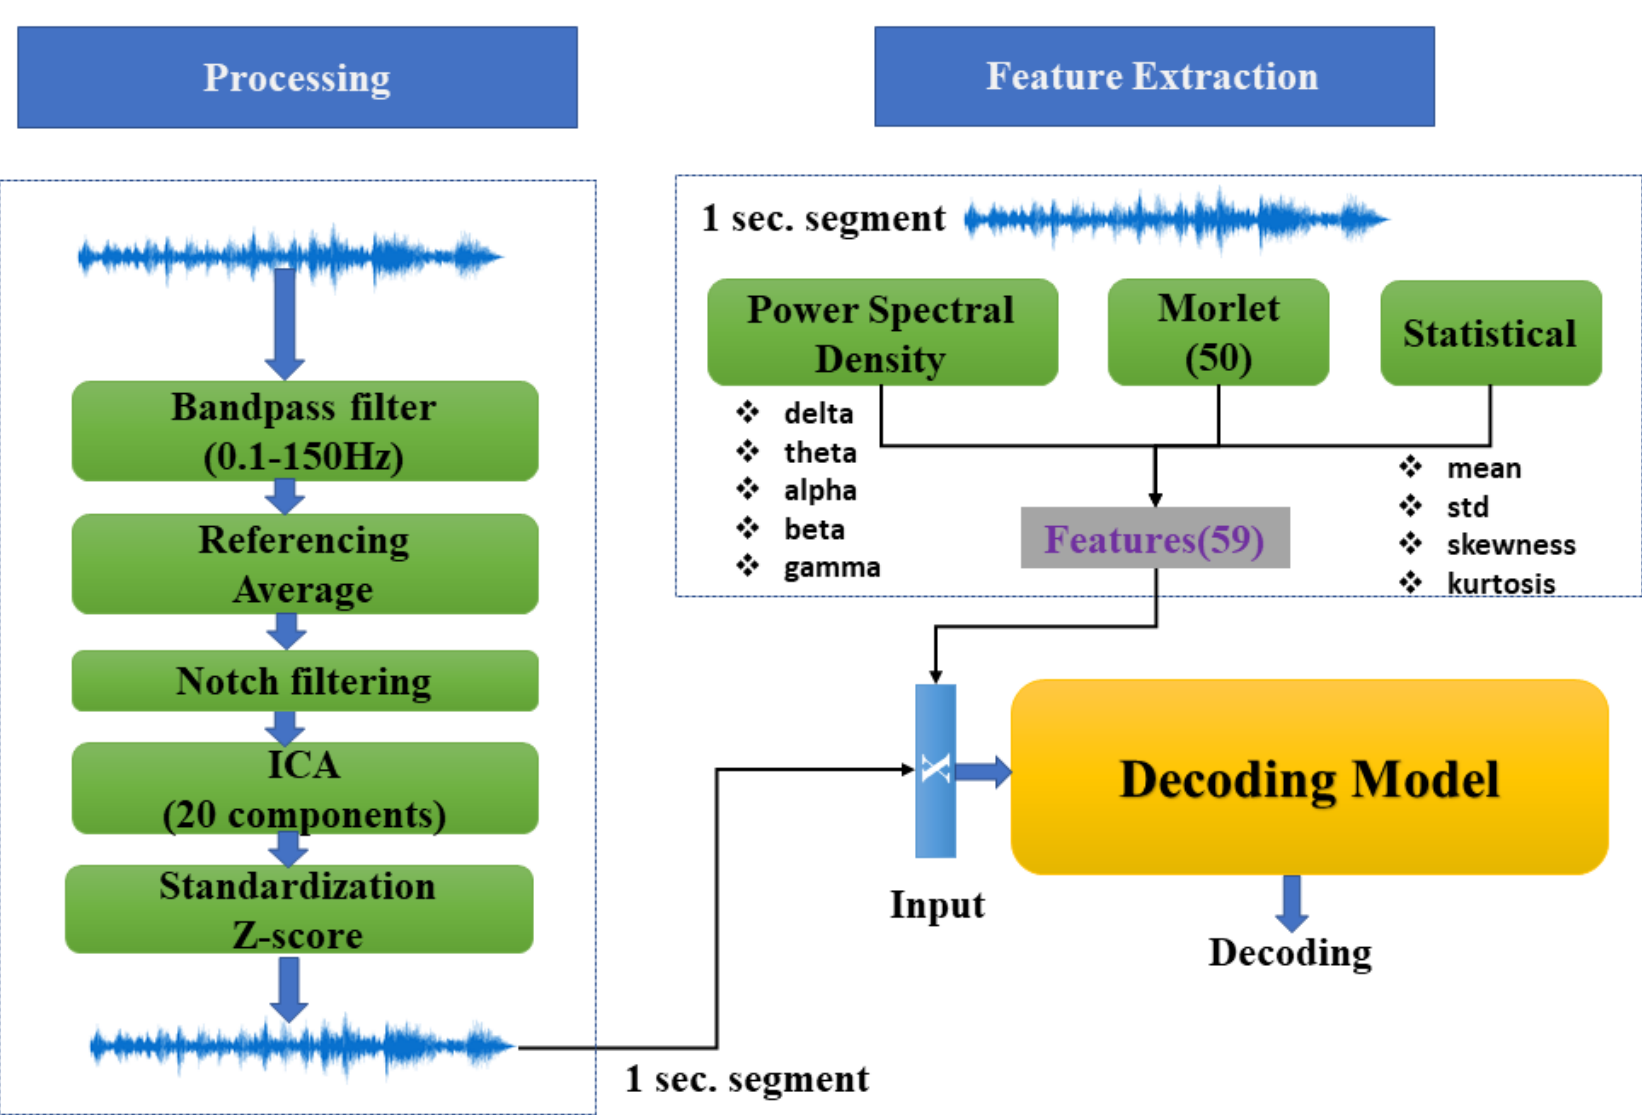 Processing
Bandpass filter
(0.1-150Hz)
Referencing
Average
Notch filtering
ICA
(20 components)
Standardization
Z-score
1 sec. segment
Feature Extraction
1 sec. segment
Power Spectral
Density
delta
theta
alpha
beta
gamma
Morlet
(50)
Statistical
mean
std
skewness
kurtosis
Features(59)
X
Input
Decoding Model
Decoding